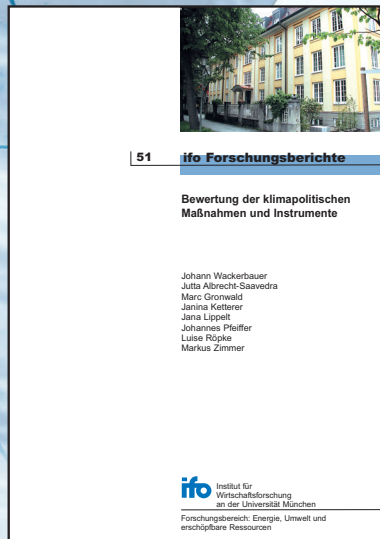 51 ifo Forschungsberichte
Bewertung der klimapolitischen
Maßnahmen und Instrumente
Johann Wackerbauer
Jutta Albrecht-Saavedra
Marc Gronwald
Janina Ketterer
Jana Lippelt
Johannes Pfeiffer
Luise Röpke
Markus Zimmer
ifo Institut für
Wirtschaftsforschung
an der Universität München
Forschungsbereich: Energie, Umwelt und
erschöpfbare Ressourcen